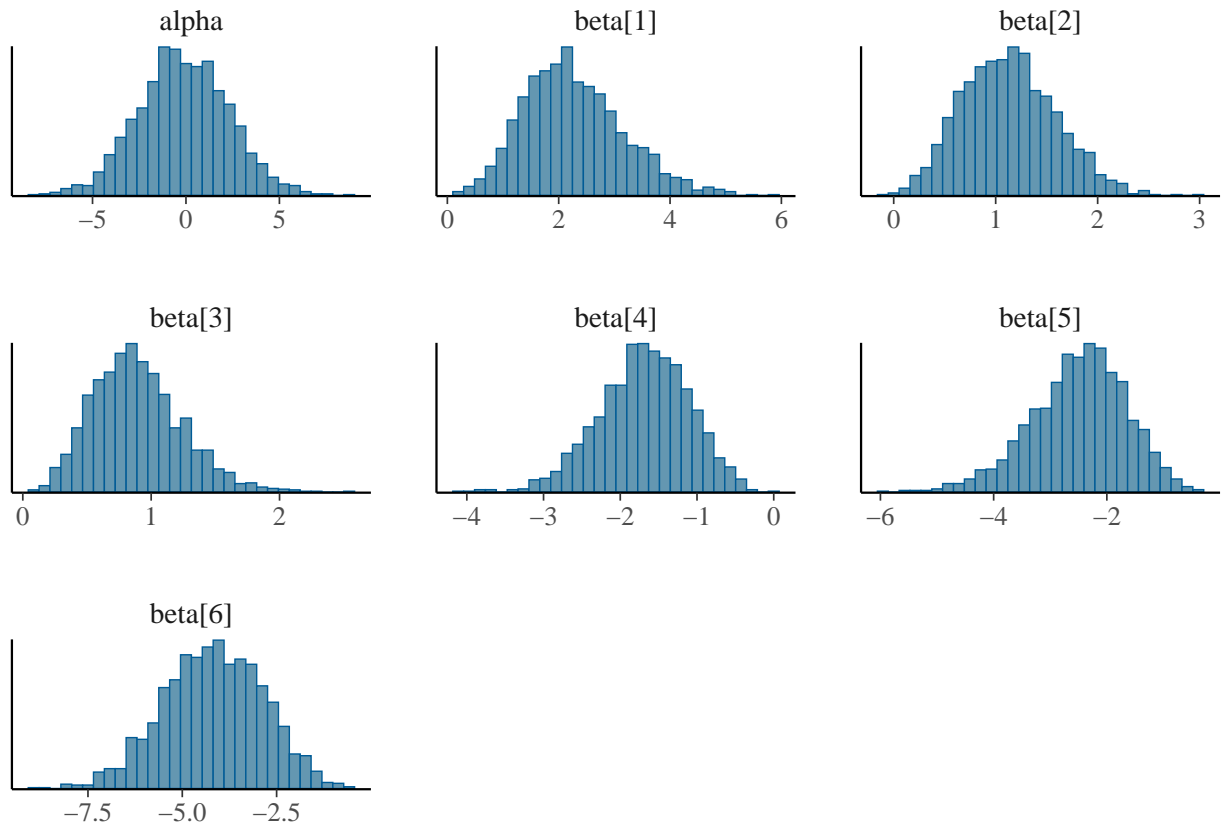 alpha
beta[1]
beta[2]
−5 0 5
0 2 4 6
0 1 2 3
beta[3]
beta[4]
beta[5]
0 1 2
−4 −3 −2 −1 0
−6 −4 −2
beta[6]
−7.5 −5.0 −2.5